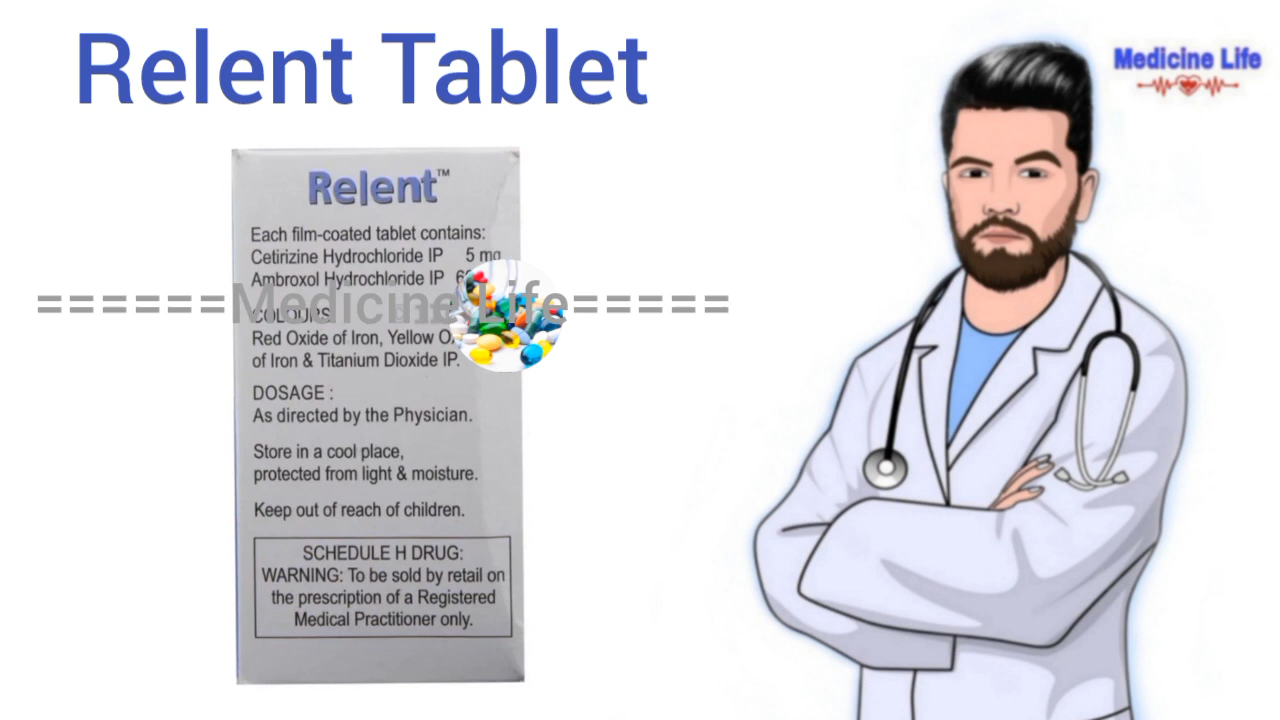 Relent Tablet
Medicine Life
Relent™
Each film-coated tablet contains:
Cetirizine Hydrochloride IP 5 mg
Ambroxol Hydrochloride IP
======Medicine Life=====
COLOURS
Red Oxide of Iron, Yellow
of Iron & Titanium Dioxide IP.
DOSAGE :
As directed by the Physician.
Store in a cool place,
protected from light & moisture.
Keep out of reach of children.
SCHEDULE H DRUG:
WARNING: To be sold by retail on
the prescription of a Registered
Medical Practitioner only.